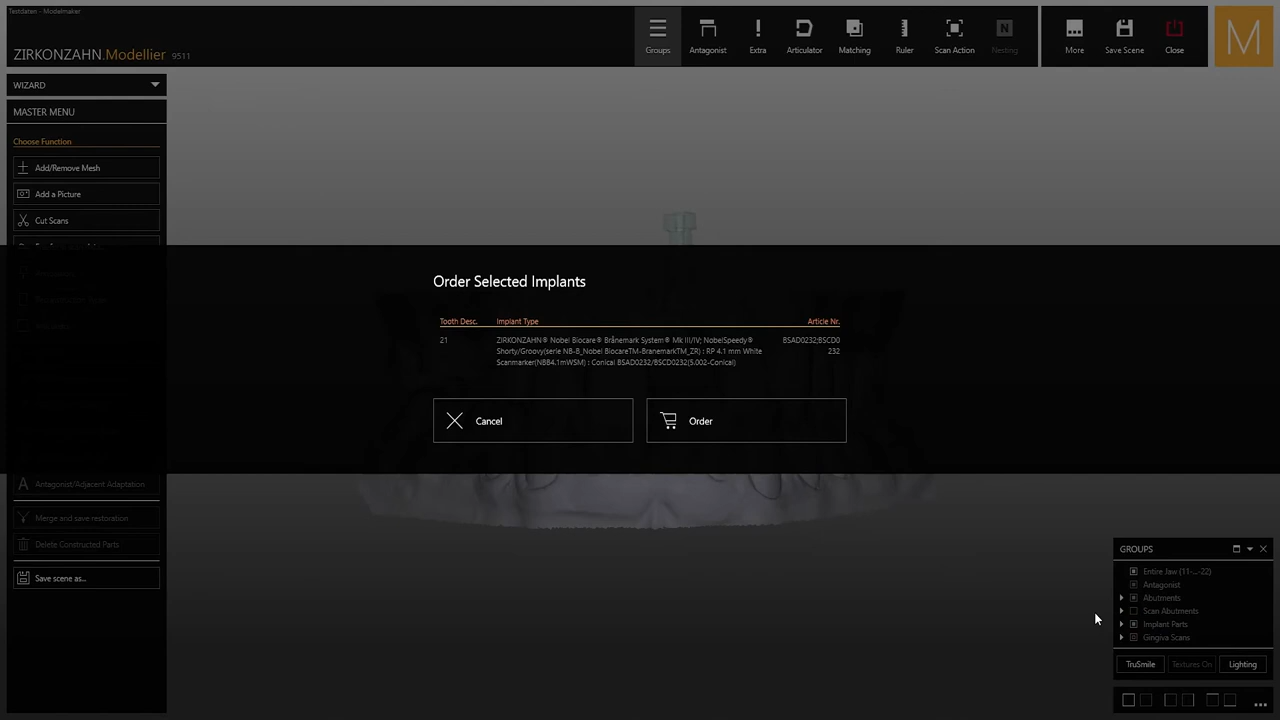 Testdaten - Modelmaker
ZIRKONZAHN.Modellier 9511
Groups
Antagonist
Extra
Articulator
Matching
Ruler
Scan Action
Nesting
More
Save Scene
Close
M
WIZARD
MASTER MENU
Choose Function
Add/Remove Mesh
Add a Picture
Cut Scans
Order Selected Implants
Tooth Desc. Implant Type Article Nr.
21 ZIRKONZAHN® Nobel Biocare® Brånemark System® Mk III/IV; NobelSpeedy® BSAD0232;BSCD0
Shorty/Groovy(serie NB-B_Nobel BiocareTM-BranemarkTM_ZR) : RP 4.1 mm White 232
Scanmarker(NB84.1mWSM) : Conical BSAD0232/BSCD0232(5,002-Conical)
Cancel
Order
Antagonist/Adjacent Adaptation
Merge and save restoration
Delete Constructed Parts
Save scene as...
GROUPS
Entire Jaw (11-...-22)
Antagonist
Abutments
Scan Abutments
Implant Parts
Gingiva Scans
TruSmile
Textures On
Lighting